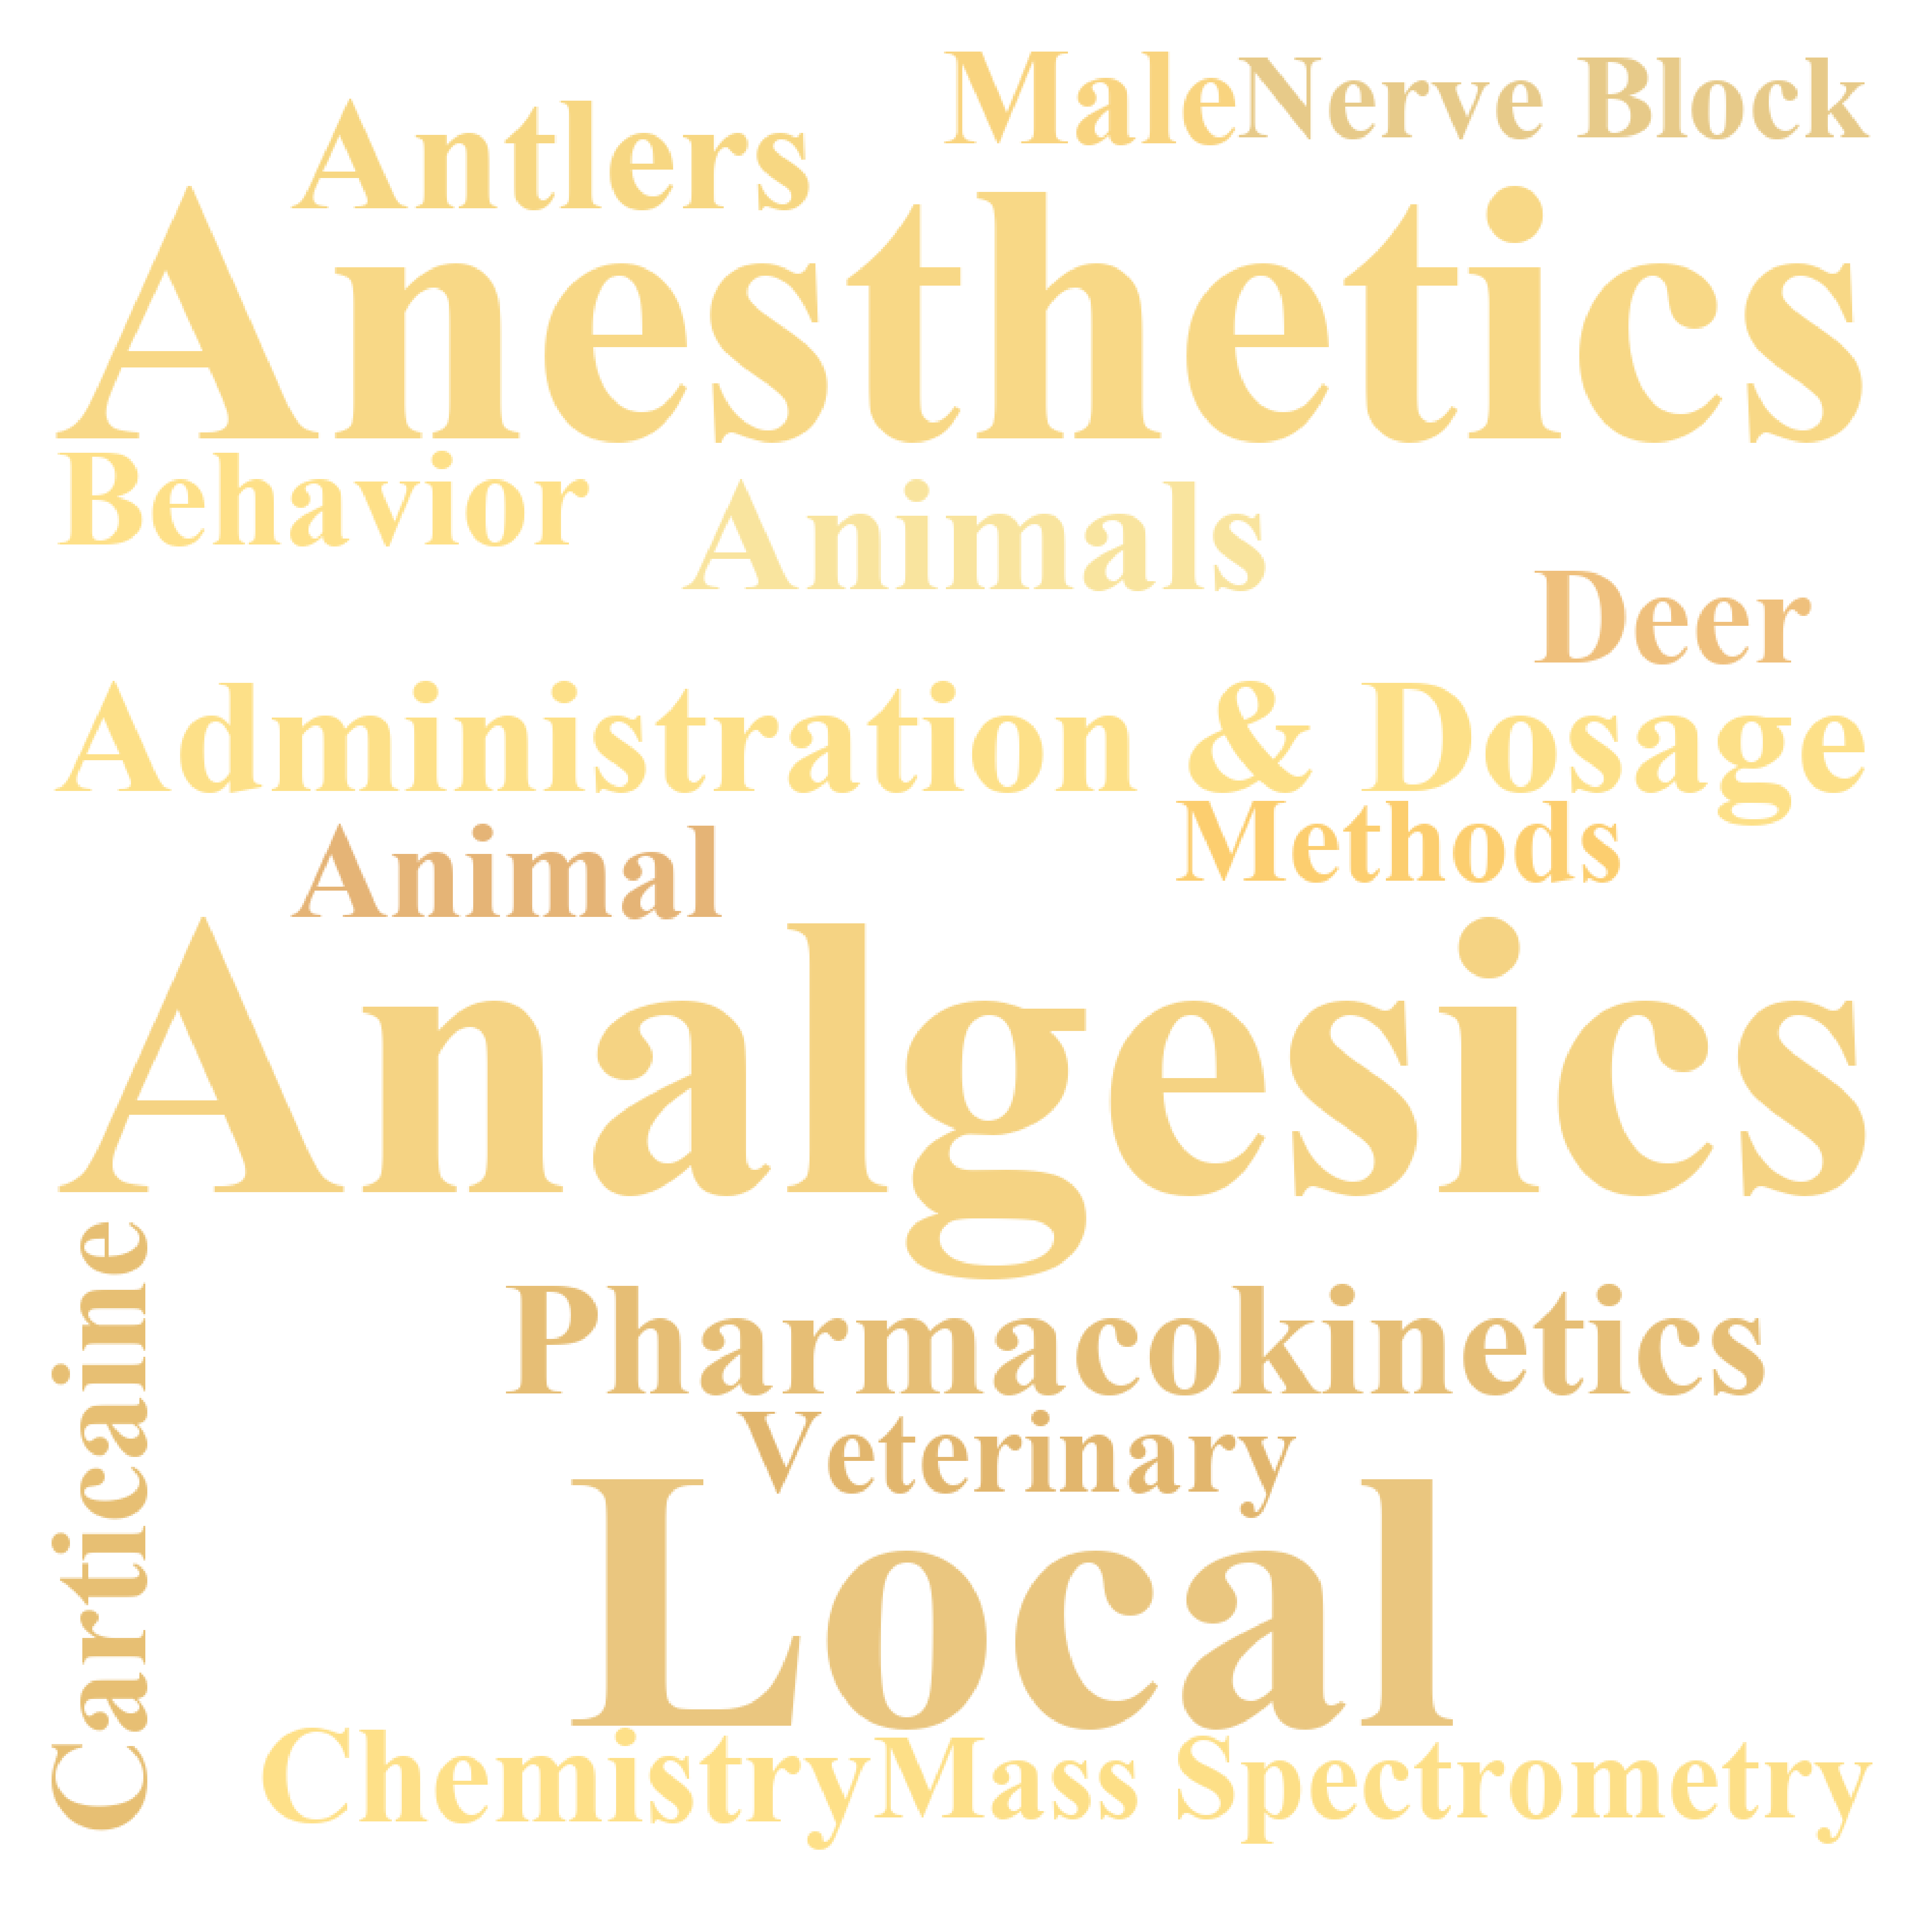 Male Nerve Block
Antlers
Anesthetics
Behavior
Animals
Deer
Administration & Dosage
Methods
Animal
Analgesics
Carticaine
Pharmacokinetics
Veterinary
Local
Chemistry Mass Spectrometry